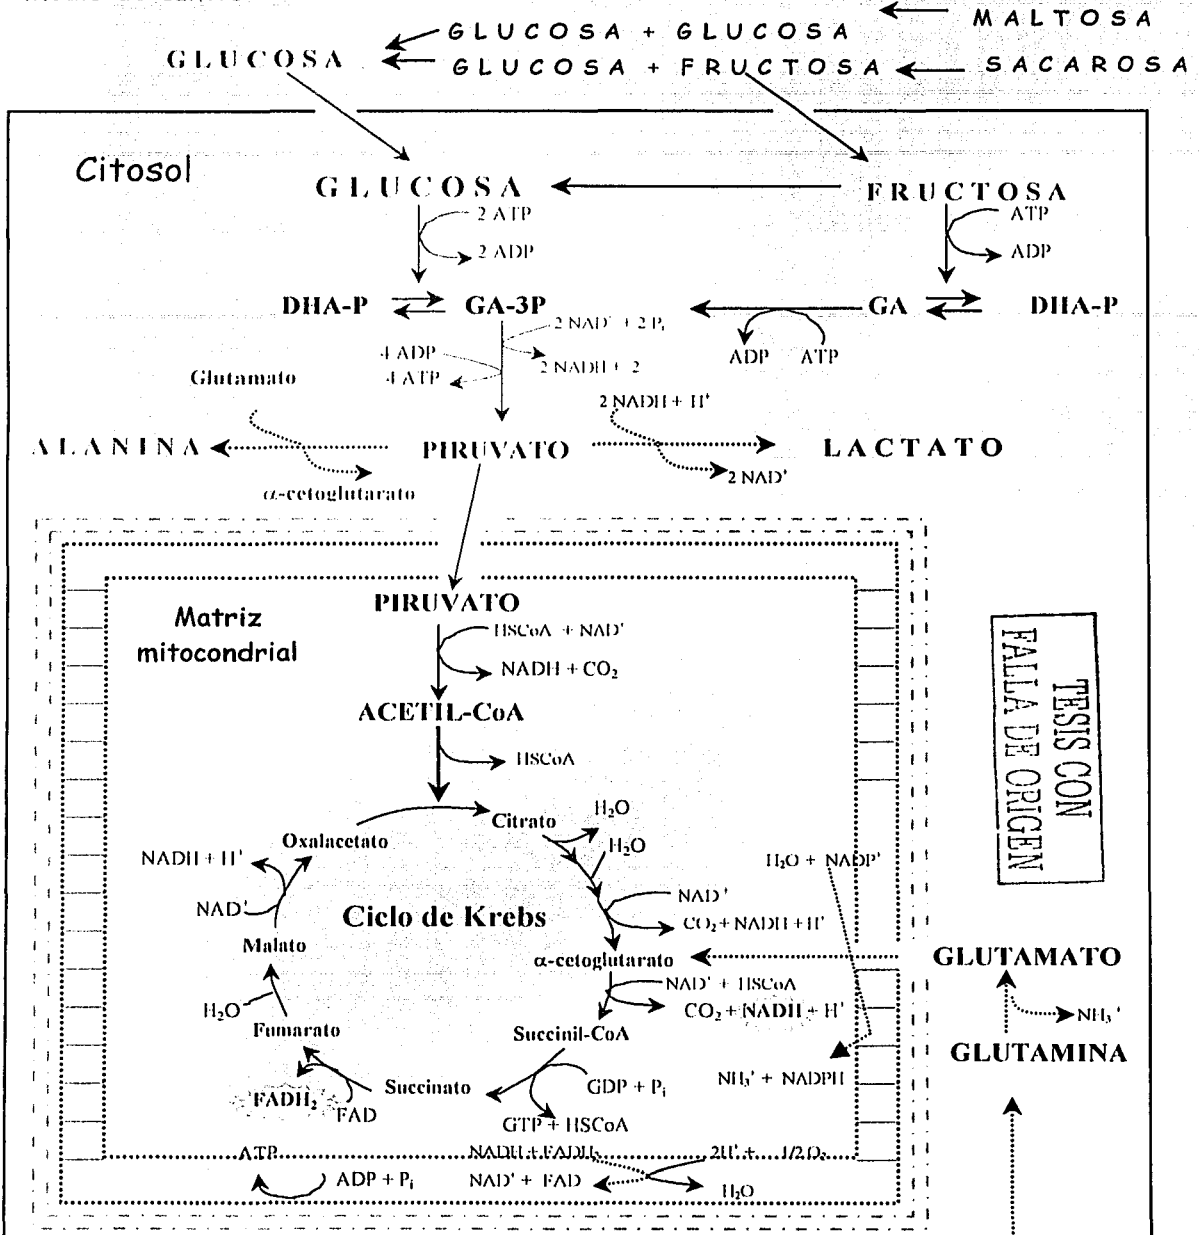 MALTOSA
GLUCOSA + GLUCOSA
GLUCOSA
GLUCOSA + FRUCTOSA
SACAROSA
Citosol
GLUCOSA
FRUCTOSA
2 ATP
2 ADP
ATP
ADP
DHA-P
GA-3P
GA
DHA-P
2 NAD⁺ + 2 Pᵢ
2 NADH + 2
4 ADP
4 ATP
ADP
ATP
Glutamato
2 NADH + H⁺
ALANINA
PIRUVATO
LACTATO
α-cetoglutarato
2 NAD⁺
PIRUVATO
Matriz
mitocondrial
HSCoA + NAD⁺
NADH + CO₂
ACETIL-CoA
HSCoA
Citrato
H₂O
Oxalacetato
H₂O
NADH + H⁺
H₂O + NADP⁺
NAD⁺
NAD⁺
Ciclo de Krebs
CO₂ + NADH + H⁺
Malato
α-cetoglutarato
GLUTAMATO
NAD⁺ + HSCoA
CO₂ + NADH + H⁺
H₂O
Fumarato
Succinil-CoA
NH₃⁺
GLUTAMINA
NH₃⁺ + NADPH
Succinato
GDP + Pᵢ
FADH₂
FAD
GTP + HSCoA
ATP
NADH + FADH₂
2H⁺ + 1/2 O₂
ADP + Pᵢ
NAD⁺ + FAD
H₂O
TESIS CON
FALLA DE ORIGEN